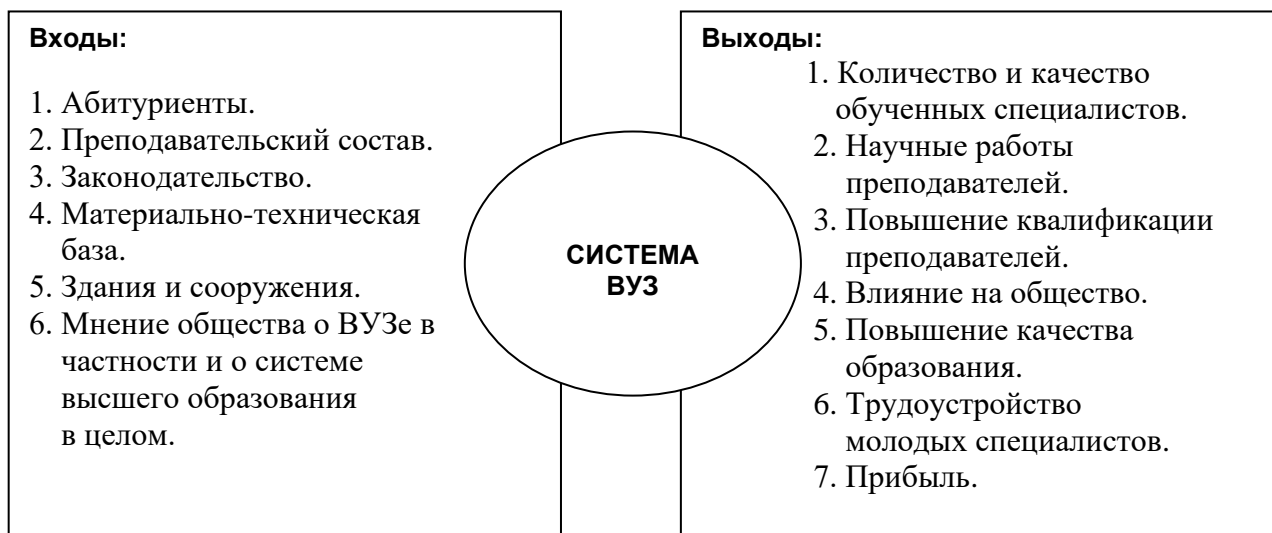 Входы:
1. Абитуриенты.
2. Преподавательский состав.
3. Законодательство.
4. Материально-техническая
база.
5. Здания и сооружения.
6. Мнение общества о ВУЗе в
частности и о системе
высшего образования
в целом.
СИСТЕМА
ВУЗ
Выходы:
1. Количество и качество
обученных специалистов.
2. Научные работы
преподавателей.
3. Повышение квалификации
преподавателей.
4. Влияние на общество.
5. Повышение качества
образования.
6. Трудоустройство
молодых специалистов.
7. Прибыль.